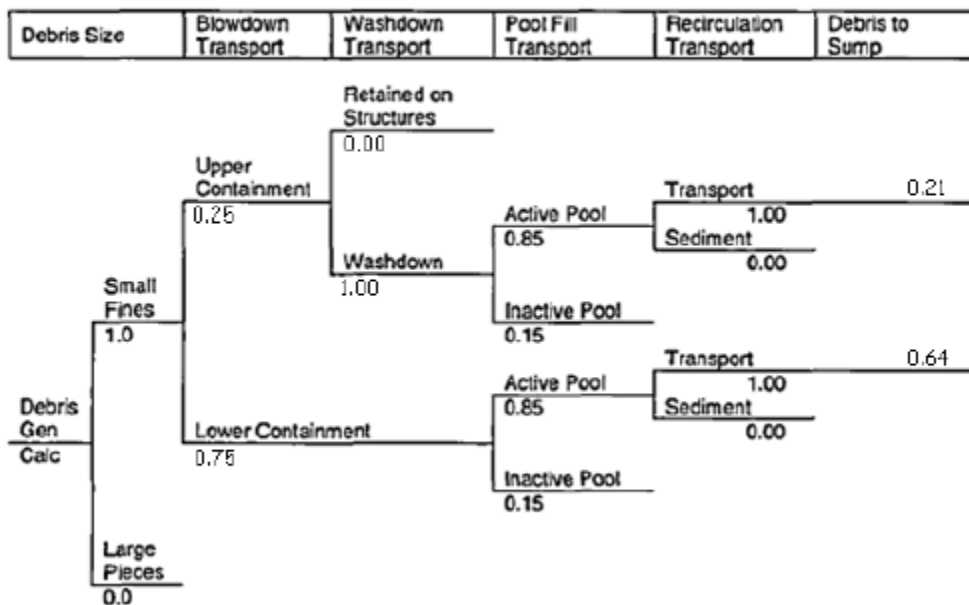 Debris Size
Blowdown
Transport
Washdown
Transport
Pool Fill
Transport
Recirculation
Transport
Debris to
Sump
Retained on
Structures
0.00
Upper
Containment
0.25
Transport
0.21
1.00
Active Pool
0.85
Sediment
0.00
Washdown
1.00
Small
Fines
1.0
Inactive Pool
0.15
Transport
0.64
1.00
Active Pool
0.85
Sediment
0.00
Debris
Gen
Calc
Lower Containment
0.75
Inactive Pool
0.15
Large
Pieces
0.0